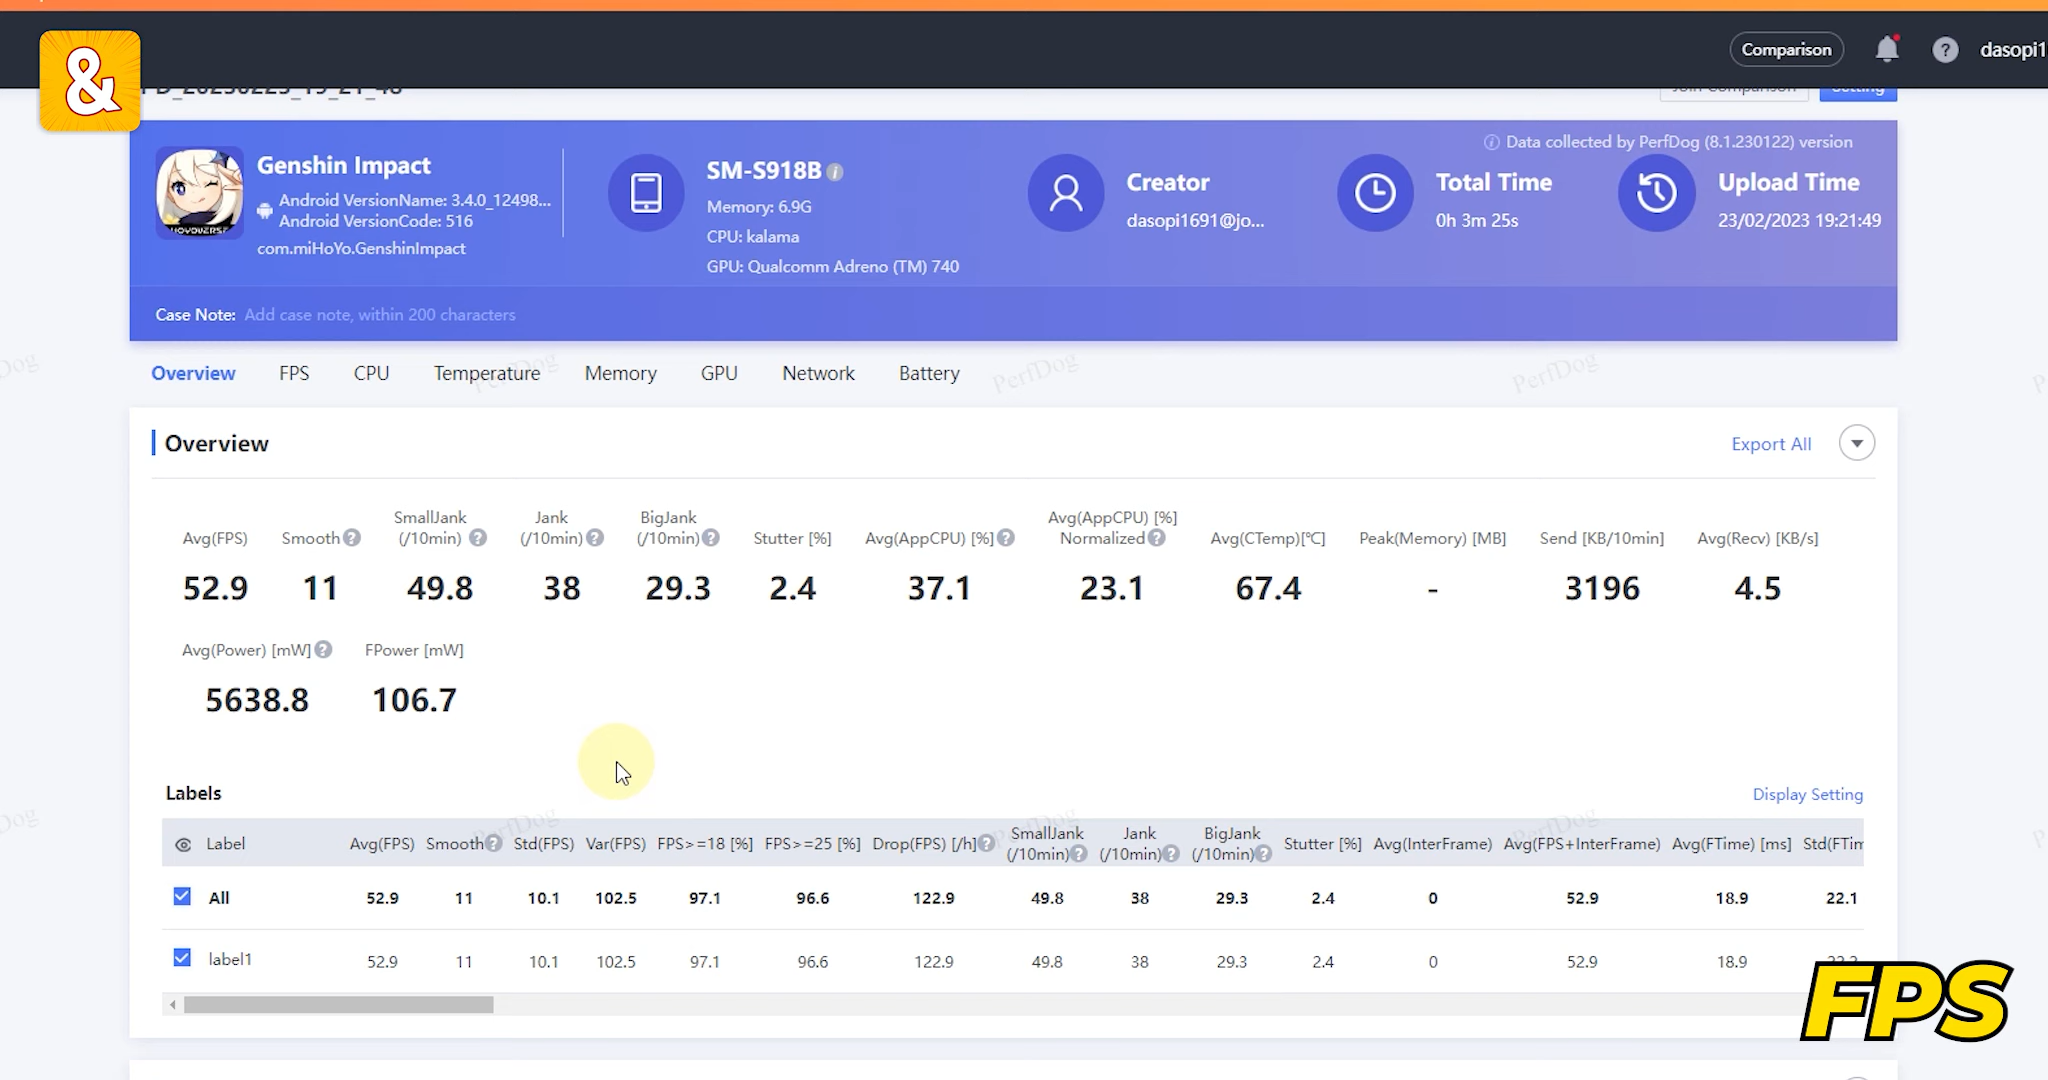 Comparison
dasopi1
&
Genshin Impact
Android VersionName: 3.4.0_12498...
Android VersionCode: 516
com.miHoYo.GenshinImpact
HOYOVERSE
SM-S918B
Memory: 6.9G
CPU: kalama
GPU: Qualcomm Adreno (TM) 740
Creator
dasopi1691@jo...
Total Time
0h 3m 25s
Data collected by PerfDog (8.1.230122) version
Upload Time
23/02/2023 19:21:49
Case Note: Add case note, within 200 characters
Overview FPS CPU Temperature Memory GPU Network Battery
PerfDog PerfDog PerfDog
Overview
Export All
Avg(FPS) Smooth SmallJank (/10min) Jank (/10min) BigJank (/10min) Stutter [%] Avg(AppCPU) [%] Avg(AppCPU) [%] Normalized Avg(CTemp)[°C] Peak(Memory) [MB] Send [KB/10min] Avg(Recv) [KB/s]
52.9 11 49.8 38 29.3 2.4 37.1 23.1 67.4 - 3196 4.5
Avg(Power) [mW] FPower [mW]
5638.8 106.7
Labels
Display Setting
PerfDog PerfDog PerfDog
Label Avg(FPS) Smooth Std(FPS) Var(FPS) FPS>=18 [%] FPS>=25 [%] Drop(FPS) [/h] SmallJank (/10min) Jank (/10min) BigJank (/10min) Stutter [%] Avg(InterFrame) Avg(FPS+InterFrame) Avg(FTime) [ms] Std(FTim
All 52.9 11 10.1 102.5 97.1 96.6 122.9 49.8 38 29.3 2.4 0 52.9 18.9 22.1
label1 52.9 11 10.1 102.5 97.1 96.6 122.9 49.8 38 29.3 2.4 0 52.9 18.9
FPS